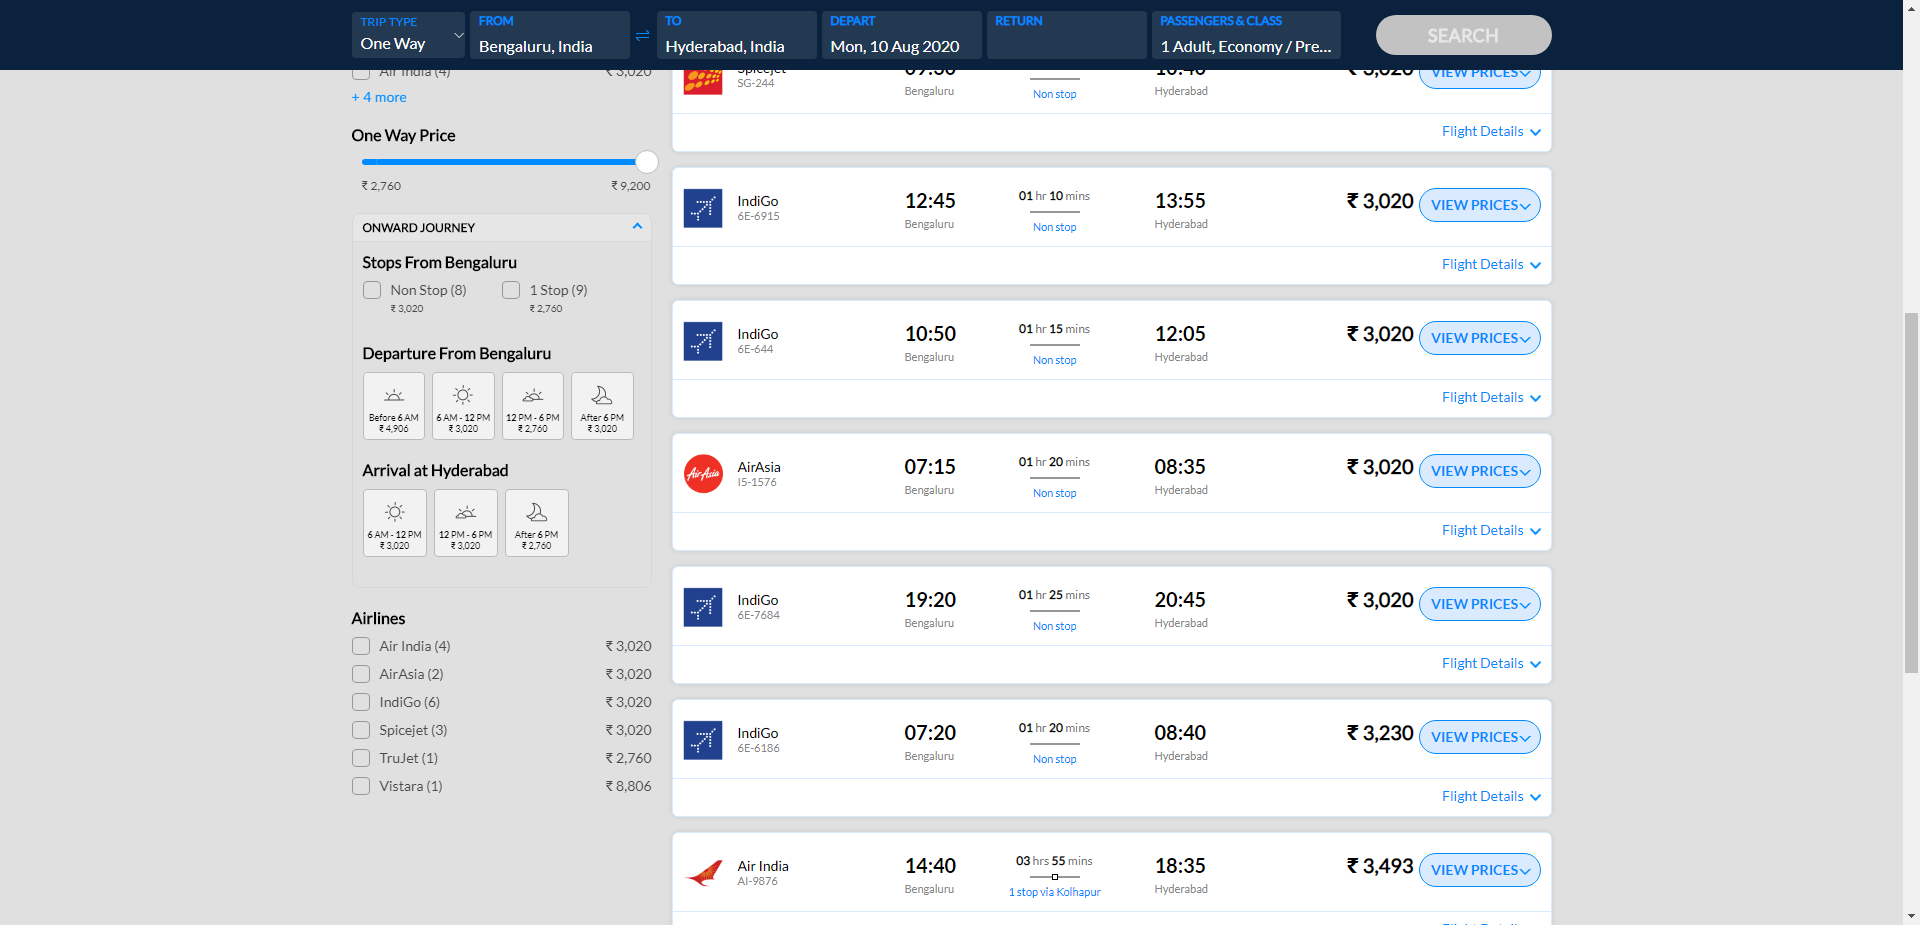 TRIP TYPE
One Way
FROM
Bengaluru, India
TO
Hyderabad, India
DEPART
Mon, 10 Aug 2020
RETURN
PASSENGERS & CLASS
1 Adult, Economy / Pre...
SEARCH
Air India (4) ₹ 3,020
+ 4 more
One Way Price
₹ 2,760 ₹ 9,200
ONWARD JOURNEY
Stops From Bengaluru
Non Stop (8) 1 Stop (9)
₹ 3,020 ₹ 2,760
Departure From Bengaluru
Before 6 AM 6 AM - 12 PM 12 PM - 6 PM After 6 PM
₹ 4,906 ₹ 3,020 ₹ 2,760 ₹ 3,020
Arrival at Hyderabad
6 AM - 12 PM 12 PM - 6 PM After 6 PM
₹ 3,020 ₹ 3,020 ₹ 2,760
Airlines
Air India (4) ₹ 3,020
AirAsia (2) ₹ 3,020
IndiGo (6) ₹ 3,020
Spicejet (3) ₹ 3,020
TruJet (1) ₹ 2,760
Vistara (1) ₹ 8,806
Spicejet 09:30 10:40 ₹ 3,020 VIEW PRICES
SG-244 Bengaluru Non stop Hyderabad
Flight Details
IndiGo 12:45 01 hr 10 mins 13:55 ₹ 3,020 VIEW PRICES
6E-6915 Bengaluru Non stop Hyderabad
Flight Details
IndiGo 10:50 01 hr 15 mins 12:05 ₹ 3,020 VIEW PRICES
6E-644 Bengaluru Non stop Hyderabad
Flight Details
AirAsia AirAsia 07:15 01 hr 20 mins 08:35 ₹ 3,020 VIEW PRICES
I5-1576 Bengaluru Non stop Hyderabad
Flight Details
IndiGo 19:20 01 hr 25 mins 20:45 ₹ 3,020 VIEW PRICES
6E-7684 Bengaluru Non stop Hyderabad
Flight Details
IndiGo 07:20 01 hr 20 mins 08:40 ₹ 3,230 VIEW PRICES
6E-6186 Bengaluru Non stop Hyderabad
Flight Details
Air India 14:40 03 hrs 55 mins 18:35 ₹ 3,493 VIEW PRICES
AI-9876 Bengaluru 1 stop via Kolhapur Hyderabad